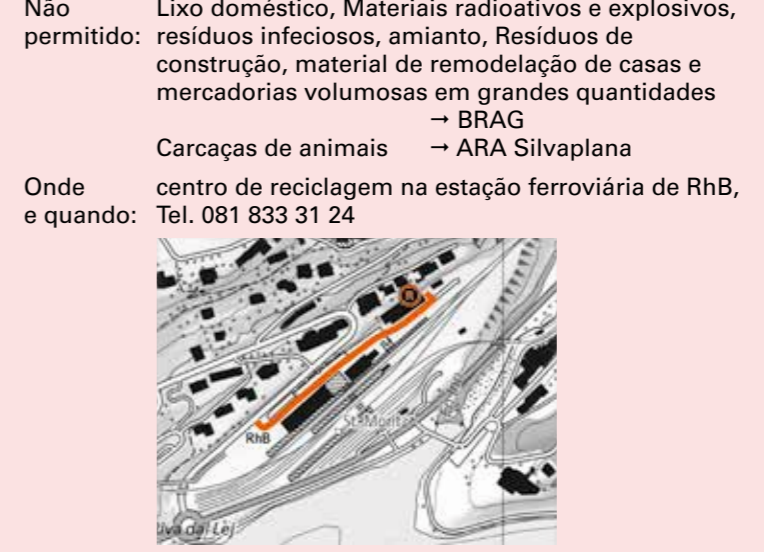 Não Lixo doméstico, Materiais radioativos e explosivos,
permitido: resíduos infeciosos, amianto, Resíduos de
construção, material de remodelação de casas e
mercadorias volumosas em grandes quantidades
→ BRAG
Carcaças de animais → ARA Silvaplana
Onde centro de reciclagem na estação ferroviária de RhB,
e quando: Tel. 081 833 31 24
St. Moritz
RhB
iva dal Lej